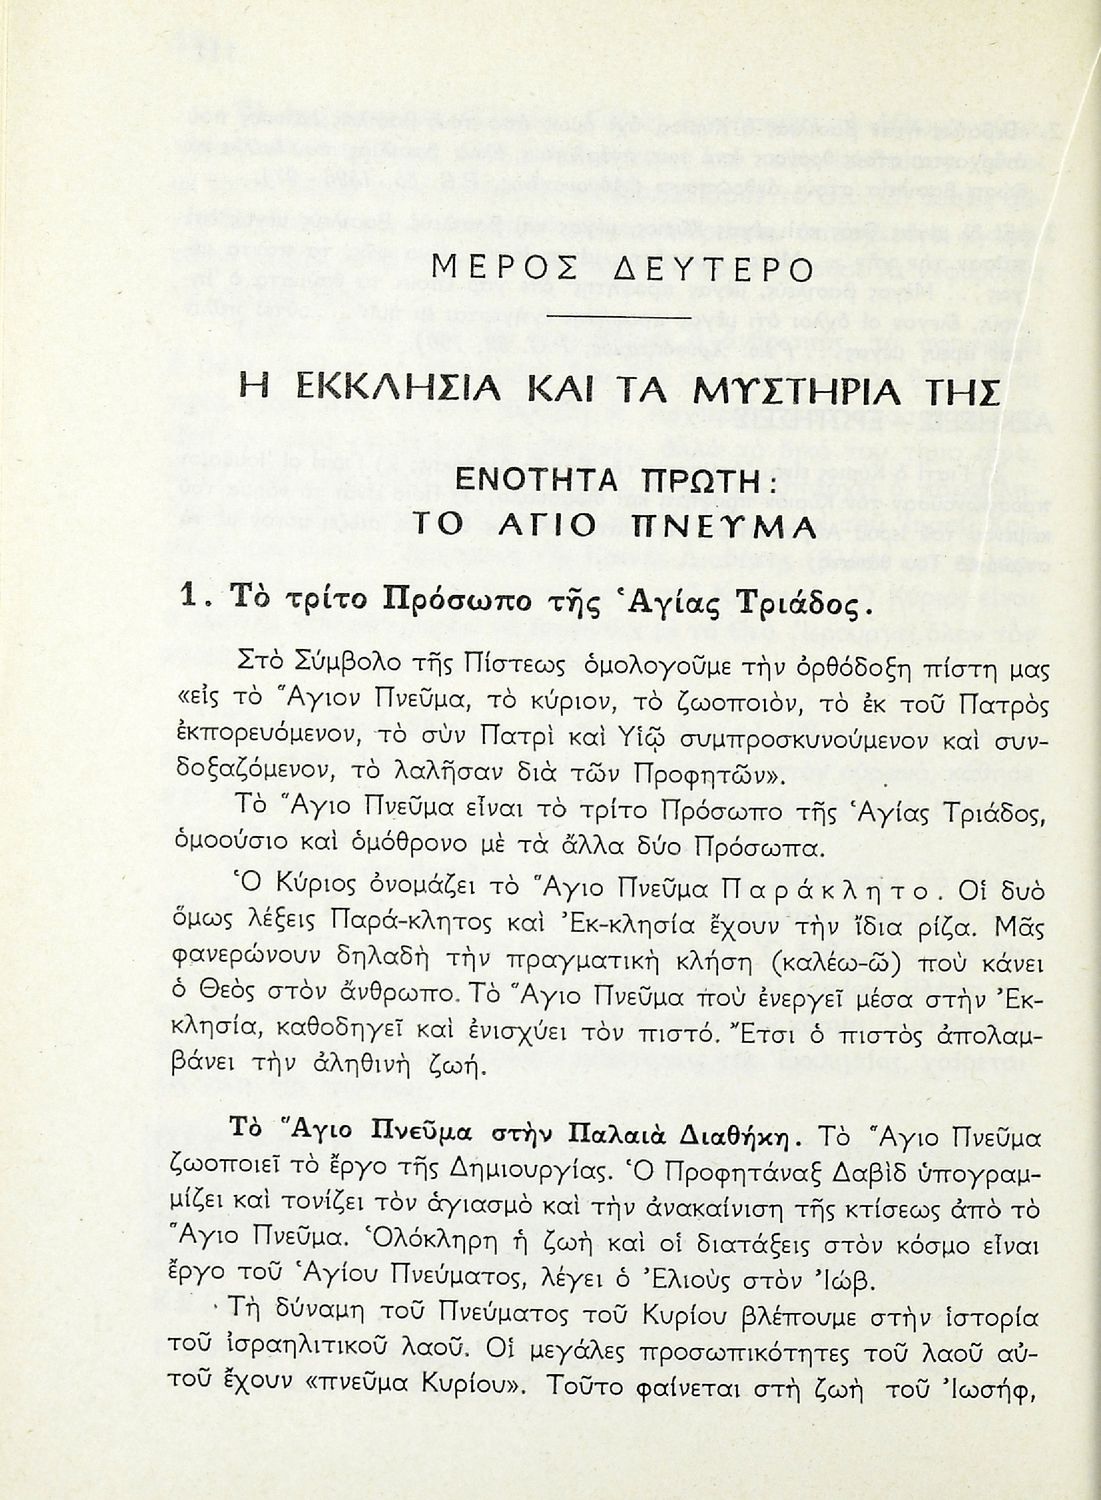 ΜΕΡΟΣ ΔΕΥΤΕΡΟ
Η ΕΚΚΛΗΣΙΑ ΚΑΙ ΤΑ ΜΥΣΤΗΡΙΑ ΤΗΣ
ΕΝΟΤΗΤΑ ΠΡΩΤΗ:
ΤΟ ΑΓΙΟ ΠΝΕΥΜΑ
1. Τὸ τρίτο Πρόσωπο τῆς Ἁγίας Τριάδος.
Στὸ Σύμβολο τῆς Πίστεως ὁμολογοῦμε τὴν ὀρθόδοξη πίστη μας
«εἰς τὸ Ἅγιον Πνεῦμα, τὸ κύριον, τὸ ζωοποιὸν, τὸ ἐκ τοῦ Πατρὸς
ἐκπορευόμενον, τὸ σὺν Πατρὶ καὶ Υἱῷ συμπροσκυνούμενον καὶ συν-
δοξαζόμενον, τὸ λαλῆσαν διὰ τῶν Προφητῶν».
Τὸ Ἅγιο Πνεῦμα εἶναι τὸ τρίτο Πρόσωπο τῆς Ἁγίας Τριάδος,
ὁμοούσιο καὶ ὁμόθρονο μὲ τὰ ἄλλα δύο Πρόσωπα.
Ὁ Κύριος ὀνομάζει τὸ Ἅγιο Πνεῦμα Παράκλητο. Οἱ δυὸ
ὅμως λέξεις Παρά-κλητος καὶ Ἐκ-κλησία ἔχουν τὴν ἴδια ρίζα. Μᾶς
φανερώνουν δηλαδὴ τὴν πραγματικὴ κλήση (καλέω-ῶ) ποὺ κάνει
ὁ Θεὸς στὸν ἄνθρωπο. Τὸ Ἅγιο Πνεῦμα ποὺ ἐνεργεῖ μέσα στὴν Ἐκ-
κλησία, καθοδηγεῖ καὶ ἐνισχύει τὸν πιστό. Ἔτσι ὁ πιστὸς ἀπολαμ-
βάνει τὴν ἀληθινὴ ζωή.
Τὸ Ἅγιο Πνεῦμα στὴν Παλαιὰ Διαθήκη. Τὸ Ἅγιο Πνεῦμα
ζωοποιεῖ τὸ ἔργο τῆς Δημιουργίας. Ὁ Προφητάναξ Δαβὶδ ὑπογραμ-
μίζει καὶ τονίζει τὸν ἁγιασμὸ καὶ τὴν ἀνακαίνιση τῆς κτίσεως ἀπὸ τὸ
Ἅγιο Πνεῦμα. Ὁλόκληρη ἡ ζωὴ καὶ οἱ διατάξεις στὸν κόσμο εἶναι
ἔργο τοῦ Ἁγίου Πνεύματος, λέγει ὁ Ἐλιοὺς στὸν Ἰώβ.
Τὴ δύναμη τοῦ Πνεύματος τοῦ Κυρίου βλέπουμε στὴν ἱστορία
τοῦ ἰσραηλιτικοῦ λαοῦ. Οἱ μεγάλες προσωπικότητες τοῦ λαοῦ αὐ-
τοῦ ἔχουν «πνεῦμα Κυρίου». Τοῦτο φαίνεται στὴ ζωὴ τοῦ Ἰωσήφ,